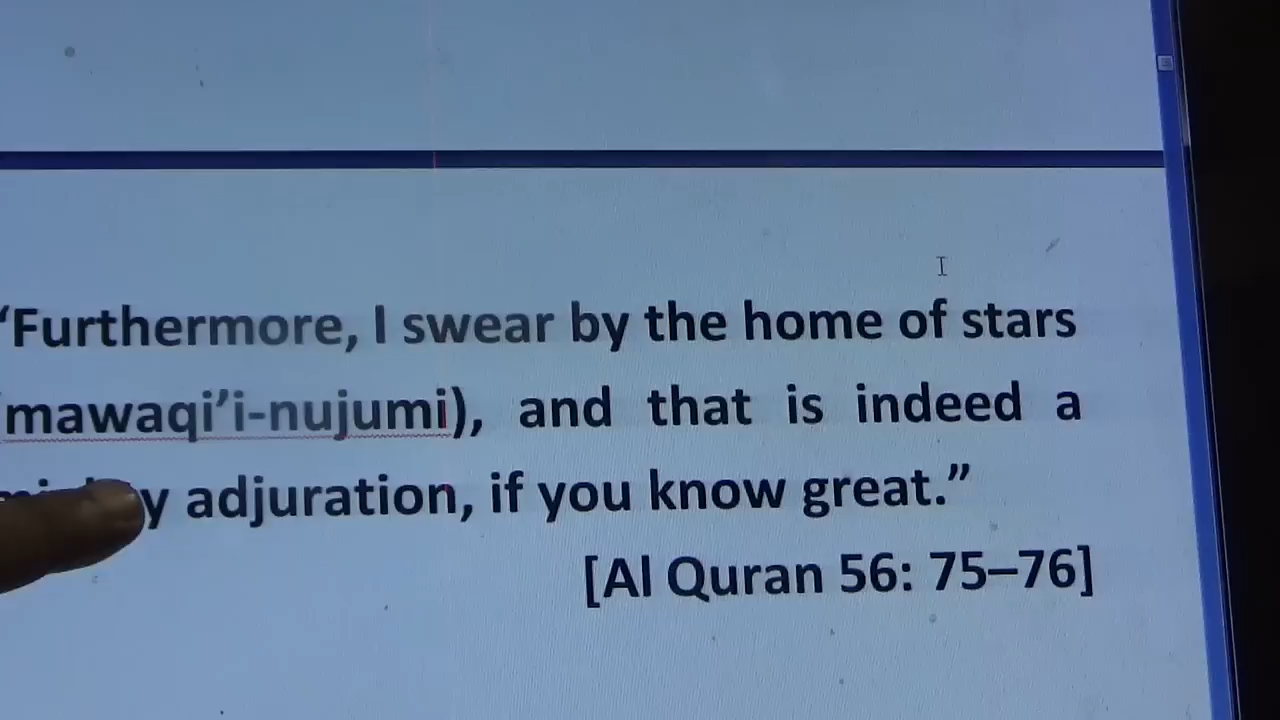 “Furthermore, I swear by the home of stars
(mawaqi’i-nujumi), and that is indeed a
adjuration, if you know great.”
[Al Quran 56: 75–76]